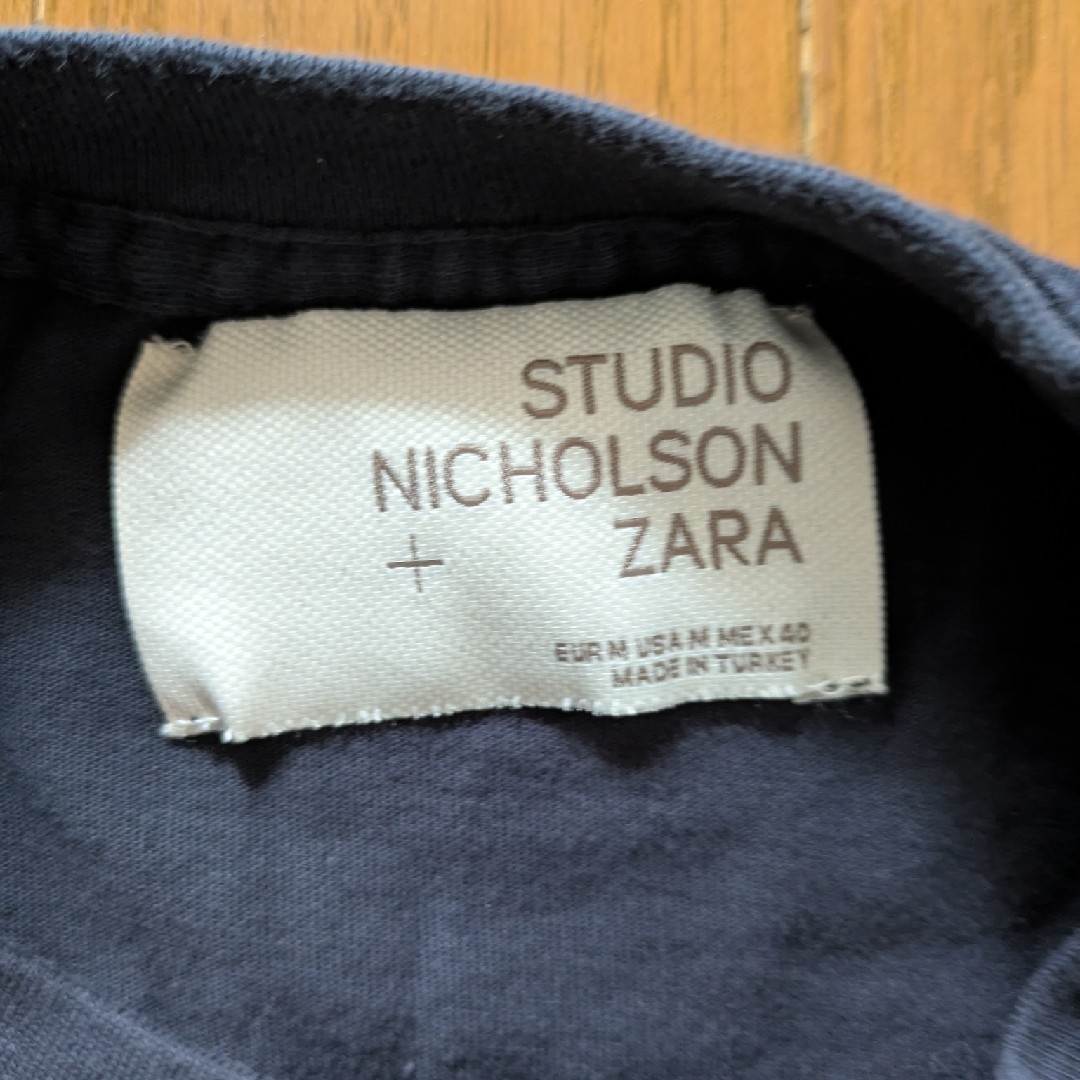 STUDIO
NICHOLSON
+ ZARA
EUR M USA M MEX 40
MADE IN TURKEY